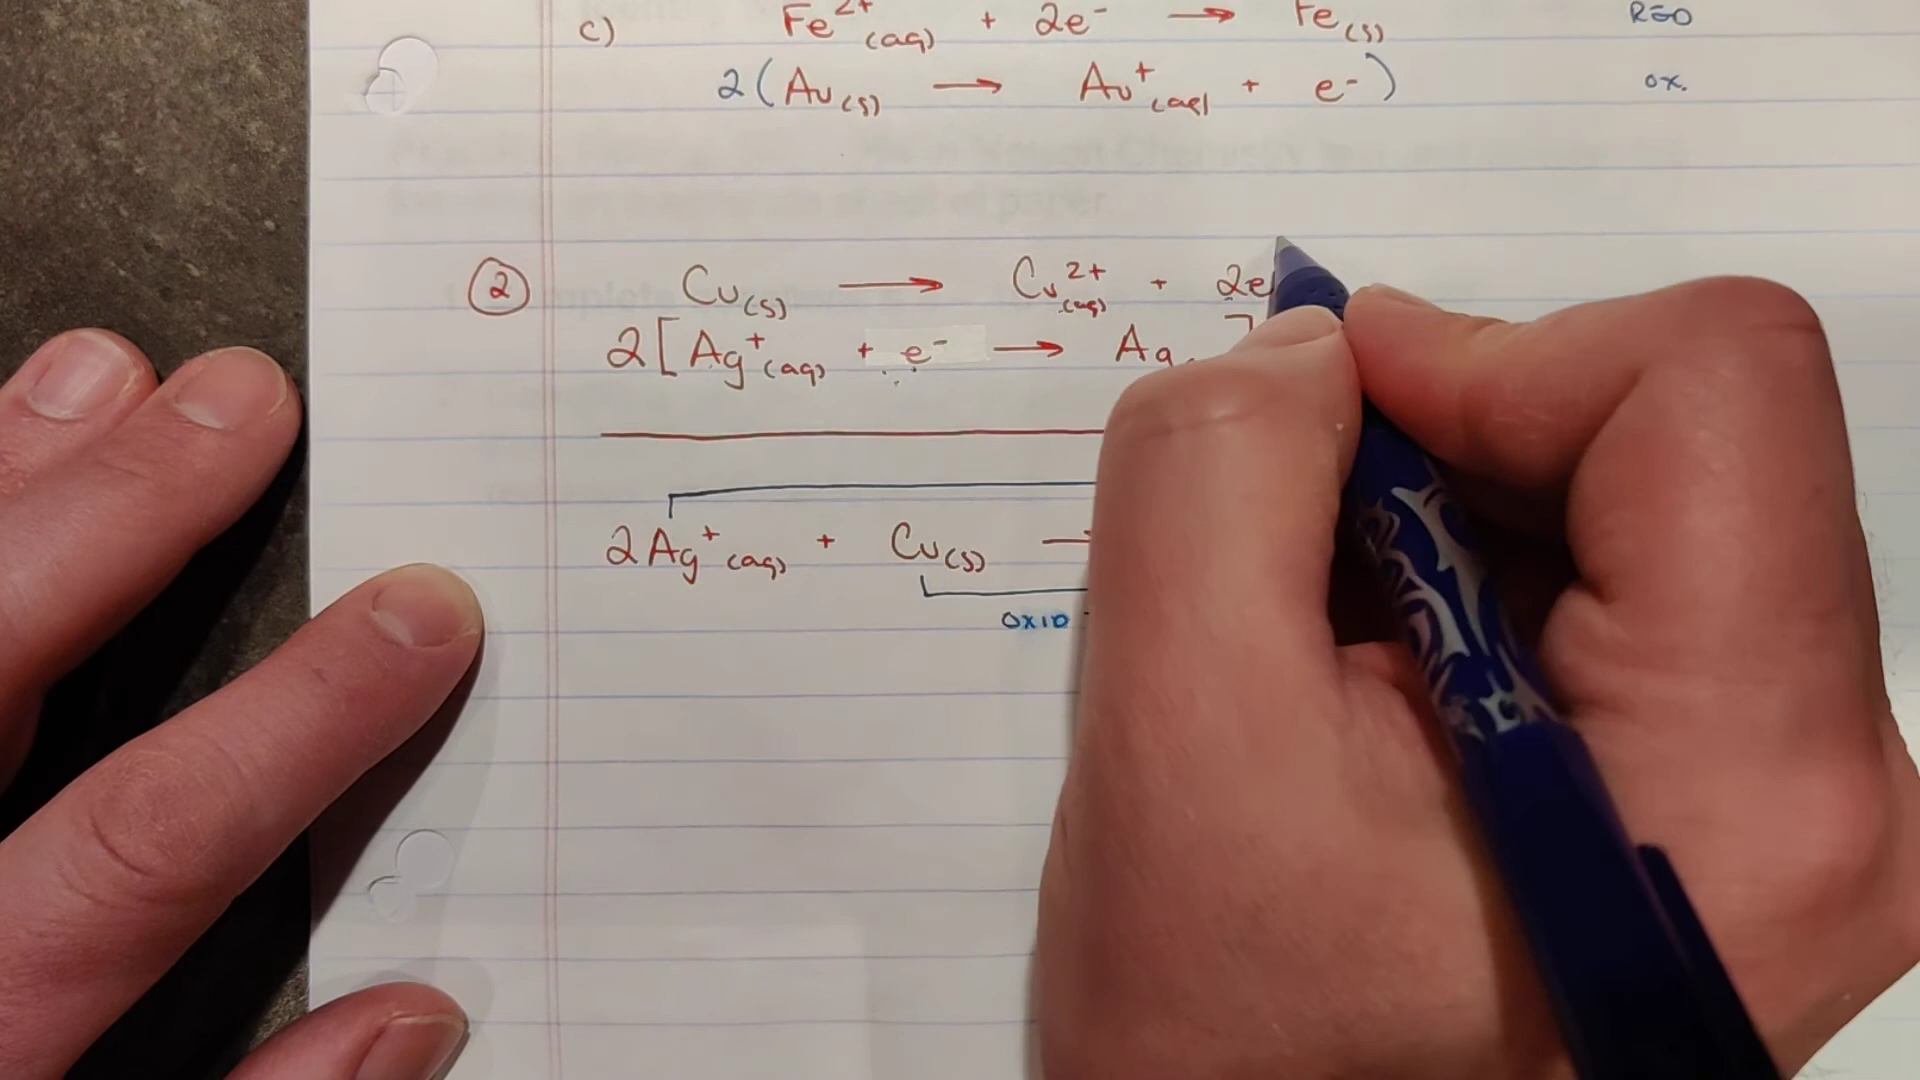 c) Fe²⁺(aq) + 2e⁻ → Fe(s) RED
2(Au(s) → Au⁺(aq) + e⁻) ox.
② Cu(s) → Cu²⁺(aq) + 2e
2[Ag⁺(aq) + e⁻ → Ag ]
2Ag⁺(aq) + Cu(s) →
OXID